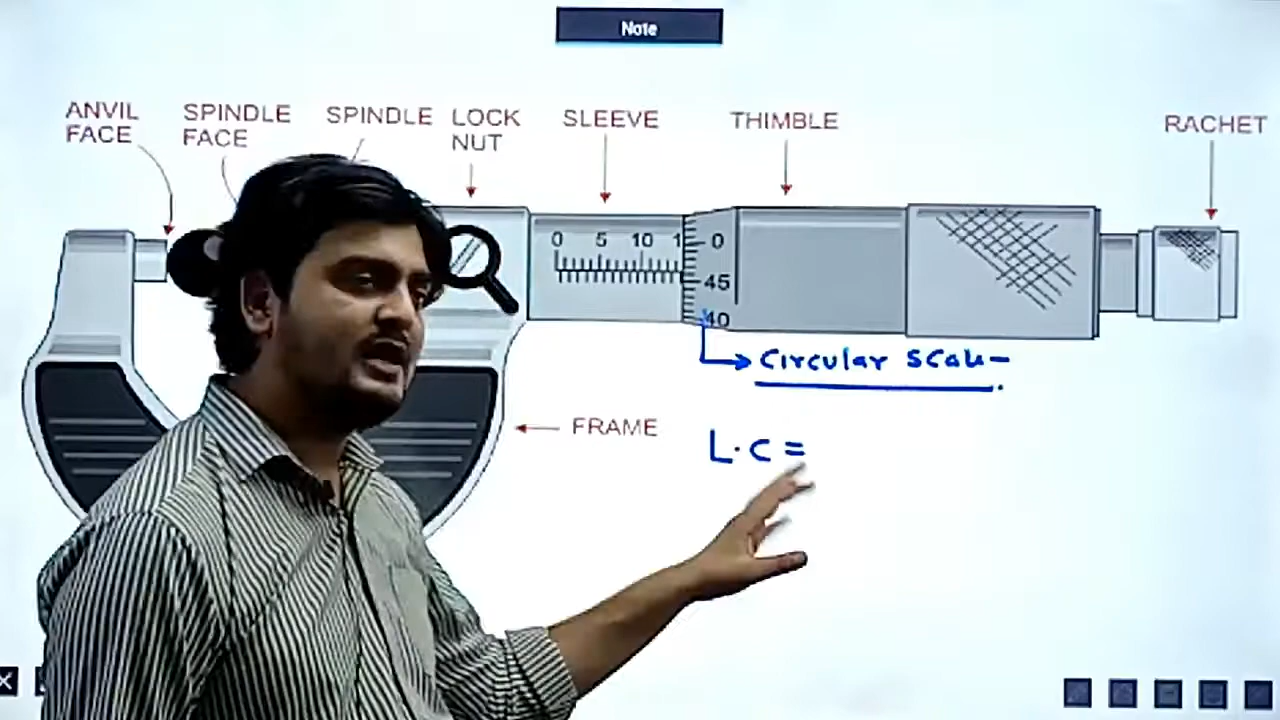 Note
ANVIL FACE
SPINDLE FACE
SPINDLE
LOCK NUT
SLEEVE
THIMBLE
RACHET
0 5 10 1
0
45
40
Circular Scale
FRAME
L.C =